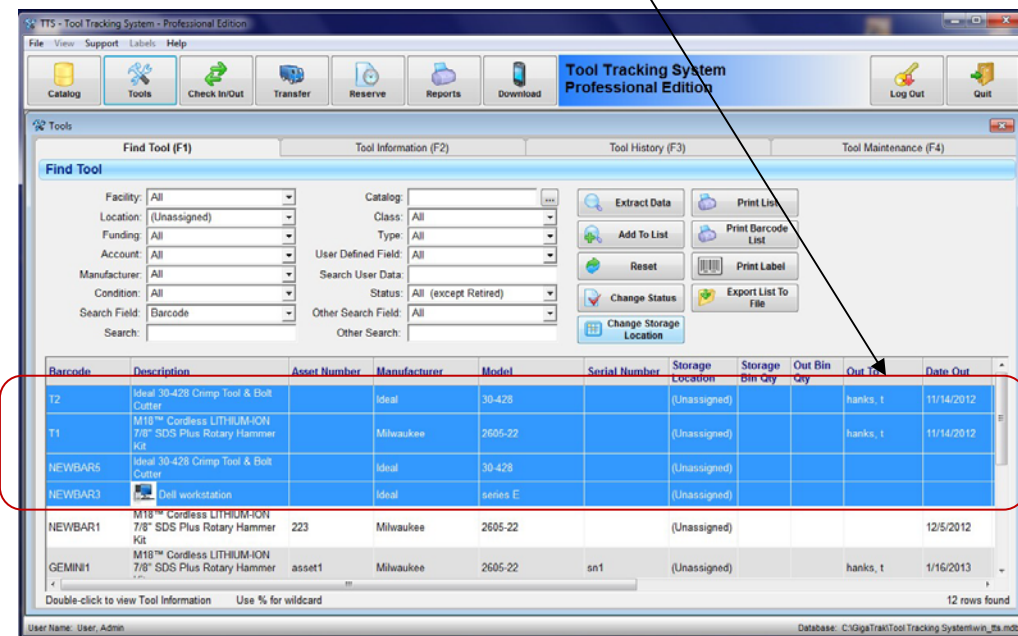 TTS - Tool Tracking System - Professional Edition
File View Support Labels Help
Catalog Tools Check In/Out Transfer Reserve Reports Download Tool Tracking System Professional Edition Log Out Quit
Tools
Find Tool (F1) Tool Information (F2) Tool History (F3) Tool Maintenance (F4)
Find Tool
Facility: All Catalog: ... Extract Data Print List
Location: (Unassigned) Class: All Add To List Print Barcode List
Funding: All Type: All
Account: All User Defined Field: All Reset Print Label
Manufacturer: All Search User Data:
Condition: All Status: All (except Retired) Change Status Export List To File
Search Field: Barcode Other Search Field: All Change Storage Location
Search: Other Search:
Barcode Description Asset Number Manufacturer Model Serial Number Storage Location Storage Bin Qty Out Bin Qty Out To Date Out
T2 Ideal 30-428 Crimp Tool & Bolt Cutter Ideal 30-428 (Unassigned) hanks, t 11/14/2012
T1 M18™ Cordless LITHIUM-ION 7/8" SDS Plus Rotary Hammer Kit Milwaukee 2605-22 (Unassigned) hanks, t 11/14/2012
NEWBAR5 Ideal 30-428 Crimp Tool & Bolt Cutter Ideal 30-428 (Unassigned)
NEWBAR3 Dell workstation Ideal series E (Unassigned)
NEWBAR1 M18™ Cordless LITHIUM-ION 7/8" SDS Plus Rotary Hammer Kit 223 Milwaukee 2605-22 (Unassigned) 12/5/2012
GEMINI1 M18™ Cordless LITHIUM-ION 7/8" SDS Plus Rotary Hammer asset1 Milwaukee 2605-22 sn1 (Unassigned) hanks, t 1/16/2013
Double-click to view Tool Information Use % for wildcard 12 rows found
User Name: User, Admin Database: C:\GigaTrak\Tool Tracking System\win_tts.mdb